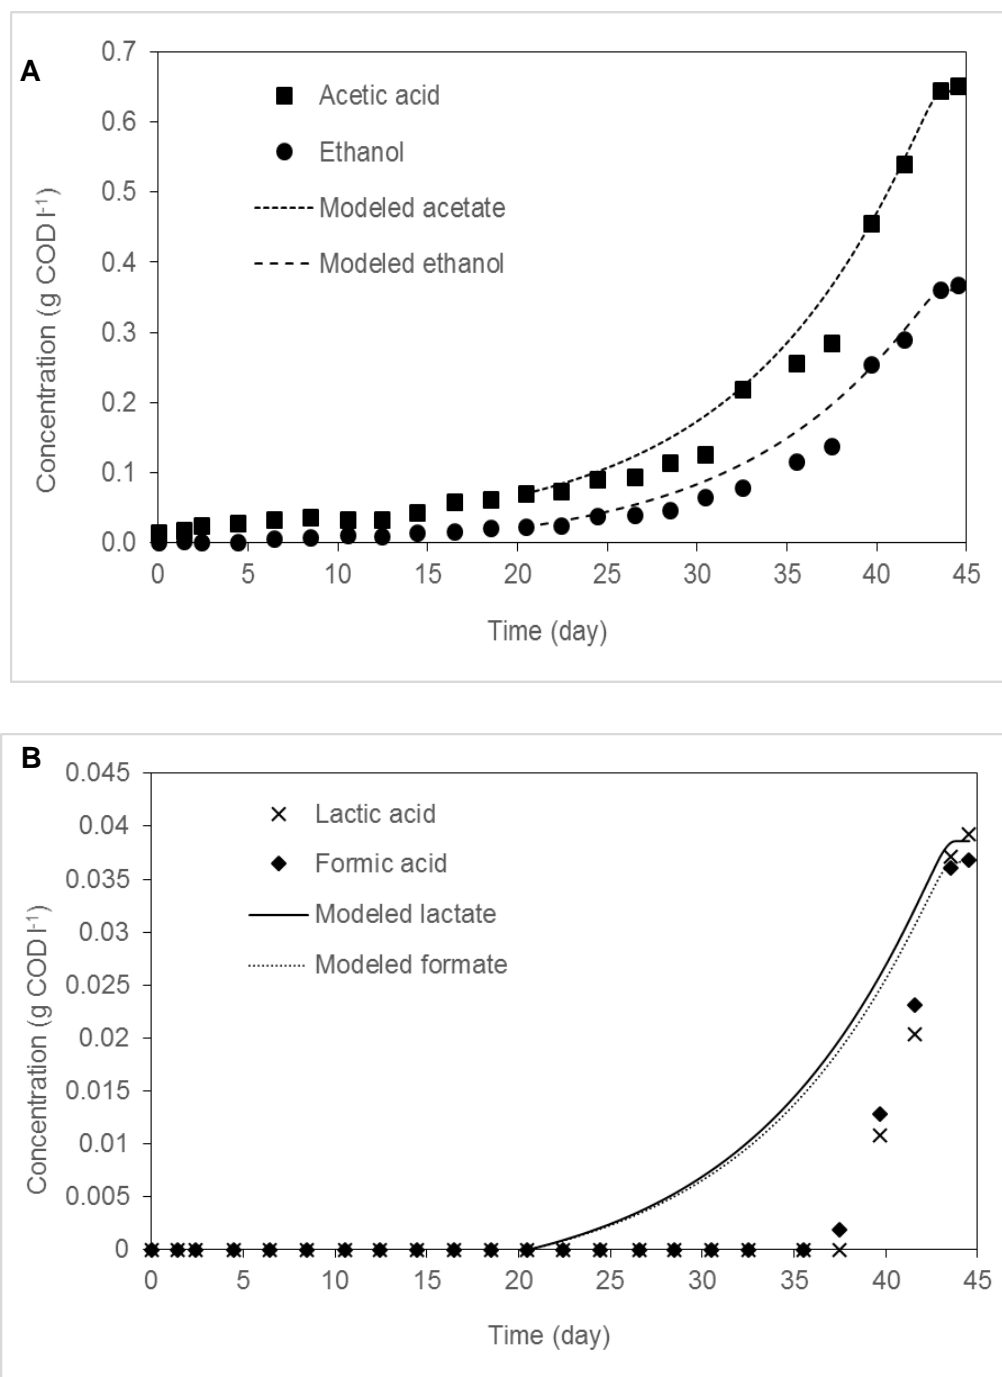 A
0.7
0.6
0.5
0.4
0.3
0.2
0.1
0.0
Concentration (g COD l-1)
Acetic acid
Ethanol
Modeled acetate
Modeled ethanol
0 5 10 15 20 25 30 35 40 45
Time (day)
B
0.045
0.04
0.035
0.03
0.025
0.02
0.015
0.01
0.005
0
Concentration (g COD l-1)
Lactic acid
Formic acid
Modeled lactate
Modeled formate
0 5 10 15 20 25 30 35 40 45
Time (day)